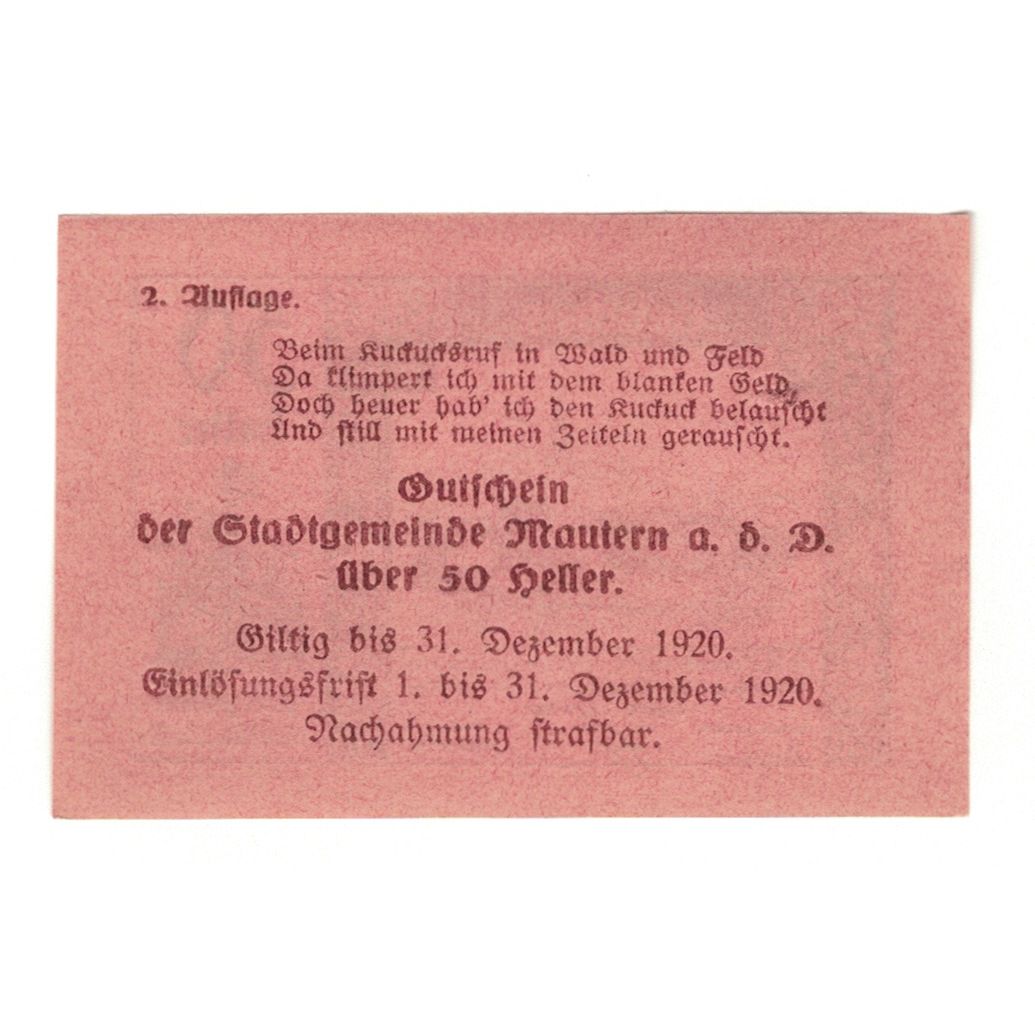 2. Auflage.
Beim Kuckucksruf in Wald und Feld
Da klimpert ich mit dem blanken Geld,
Doch heuer hab' ich den Kuckuck belauscht
And still mit meinen Zetteln gerauscht.
Gutschein
der Stadtgemeinde Mautern a. d. D.
über 50 Heller.
Giltig bis 31. Dezember 1920.
Einlösungsfrist 1. bis 31. Dezember 1920.
Nachahmung strafbar.